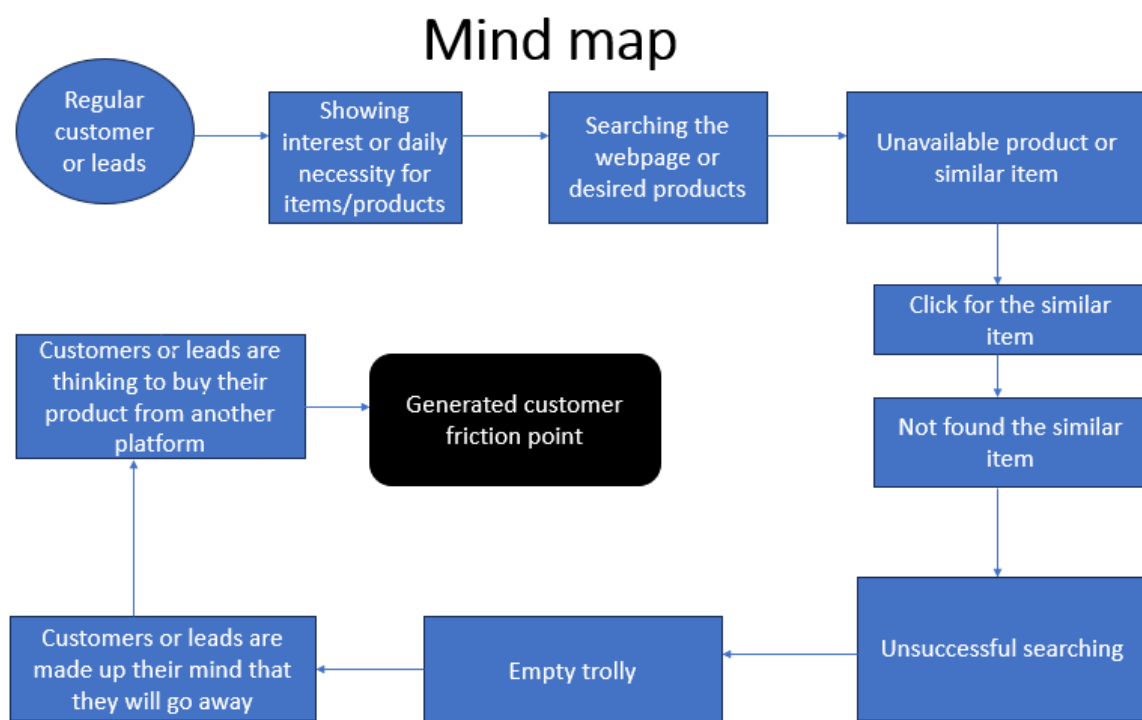 Mind map
Regular
customer
or leads
Showing
interest or daily
necessity for
items/products
Searching the
webpage or
desired products
Unavailable product or
similar item
Click for the similar
item
Not found the similar
item
Unsuccessful searching
Empty trolly
Customers or leads are
made up their mind that
they will go away
Customers or leads are
thinking to buy their
product from another
platform
Generated customer
friction point